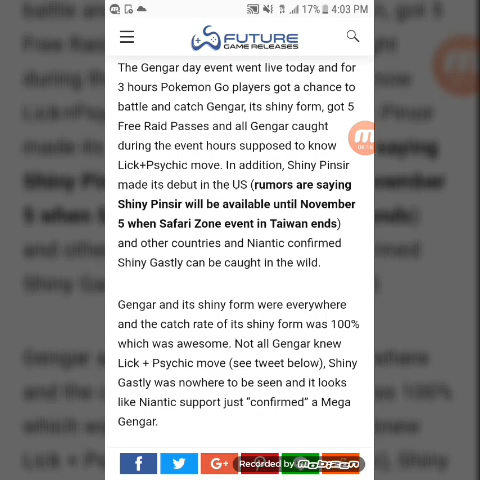 17% 4:03 PM
FUTURE
GAME RELEASES
The Gengar day event went live today and for
3 hours Pokemon Go players got a chance to
battle and catch Gengar, its shiny form, got 5
Free Raid Passes and all Gengar caught
during the event hours supposed to know
Lick+Psychic move. In addition, Shiny Pinsir
made its debut in the US (rumors are saying
Shiny Pinsir will be available until November
5 when Safari Zone event in Taiwan ends)
and other countries and Niantic confirmed
Shiny Gastly can be caught in the wild.
Gengar and its shiny form were everywhere
and the catch rate of its shiny form was 100%
which was awesome. Not all Gengar knew
Lick + Psychic move (see tweet below), Shiny
Gastly was nowhere to be seen and it looks
like Niantic support just “confirmed” a Mega
Gengar.
f G+ Recorded by mobizen